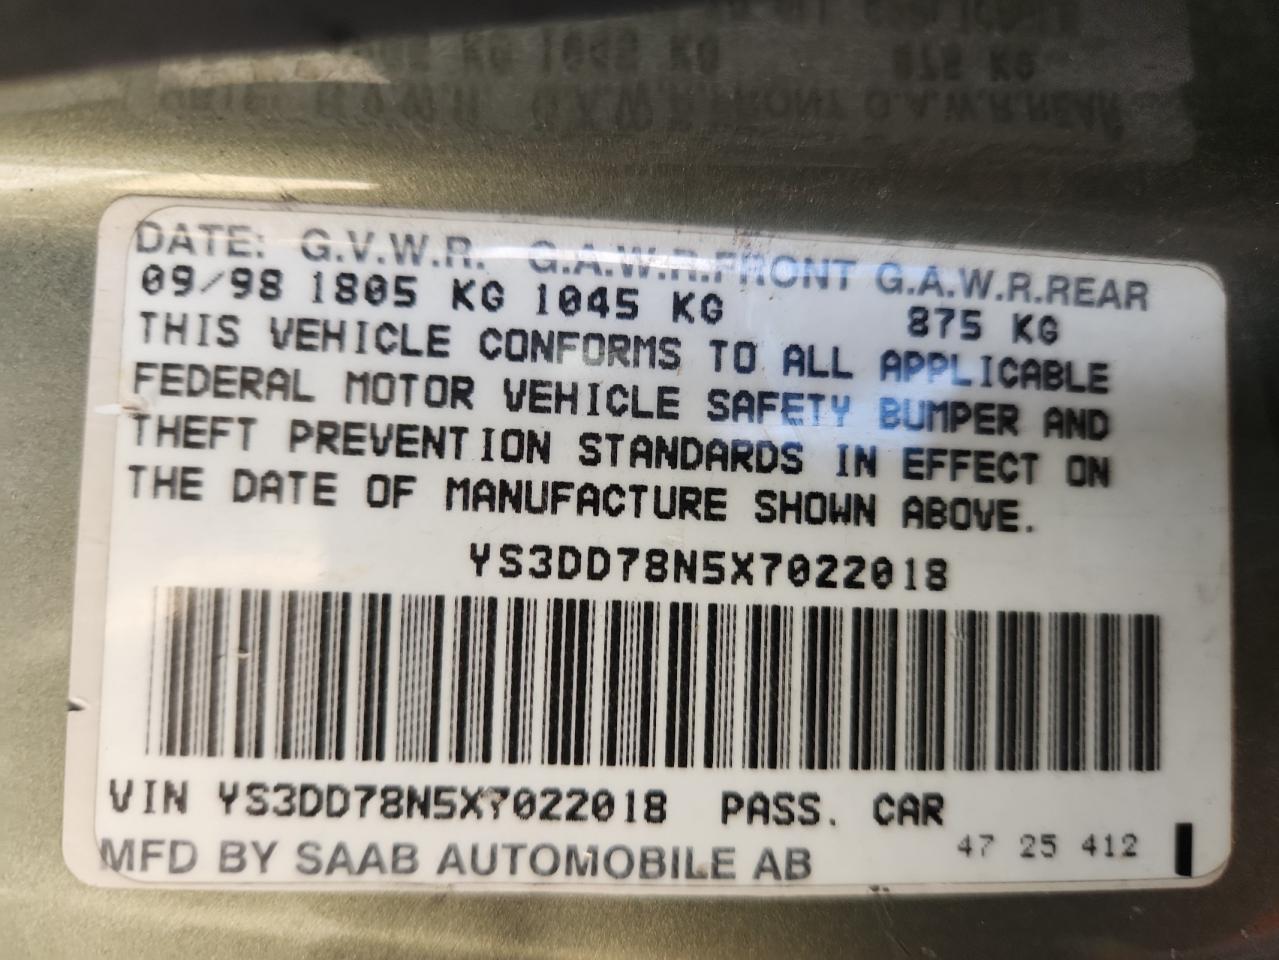 DATE: G.V.W.R. G.A.W.R.FRONT G.A.W.R.REAR
09/98 1805 KG 1045 KG 875 KG
THIS VEHICLE CONFORMS TO ALL APPLICABLE
FEDERAL MOTOR VEHICLE SAFETY BUMPER AND
THEFT PREVENTION STANDARDS IN EFFECT ON
THE DATE OF MANUFACTURE SHOWN ABOVE.
YS3DD78N5X7022018
VIN YS3DD78N5X7022018 PASS. CAR
MFD BY SAAB AUTOMOBILE AB
47 25 412